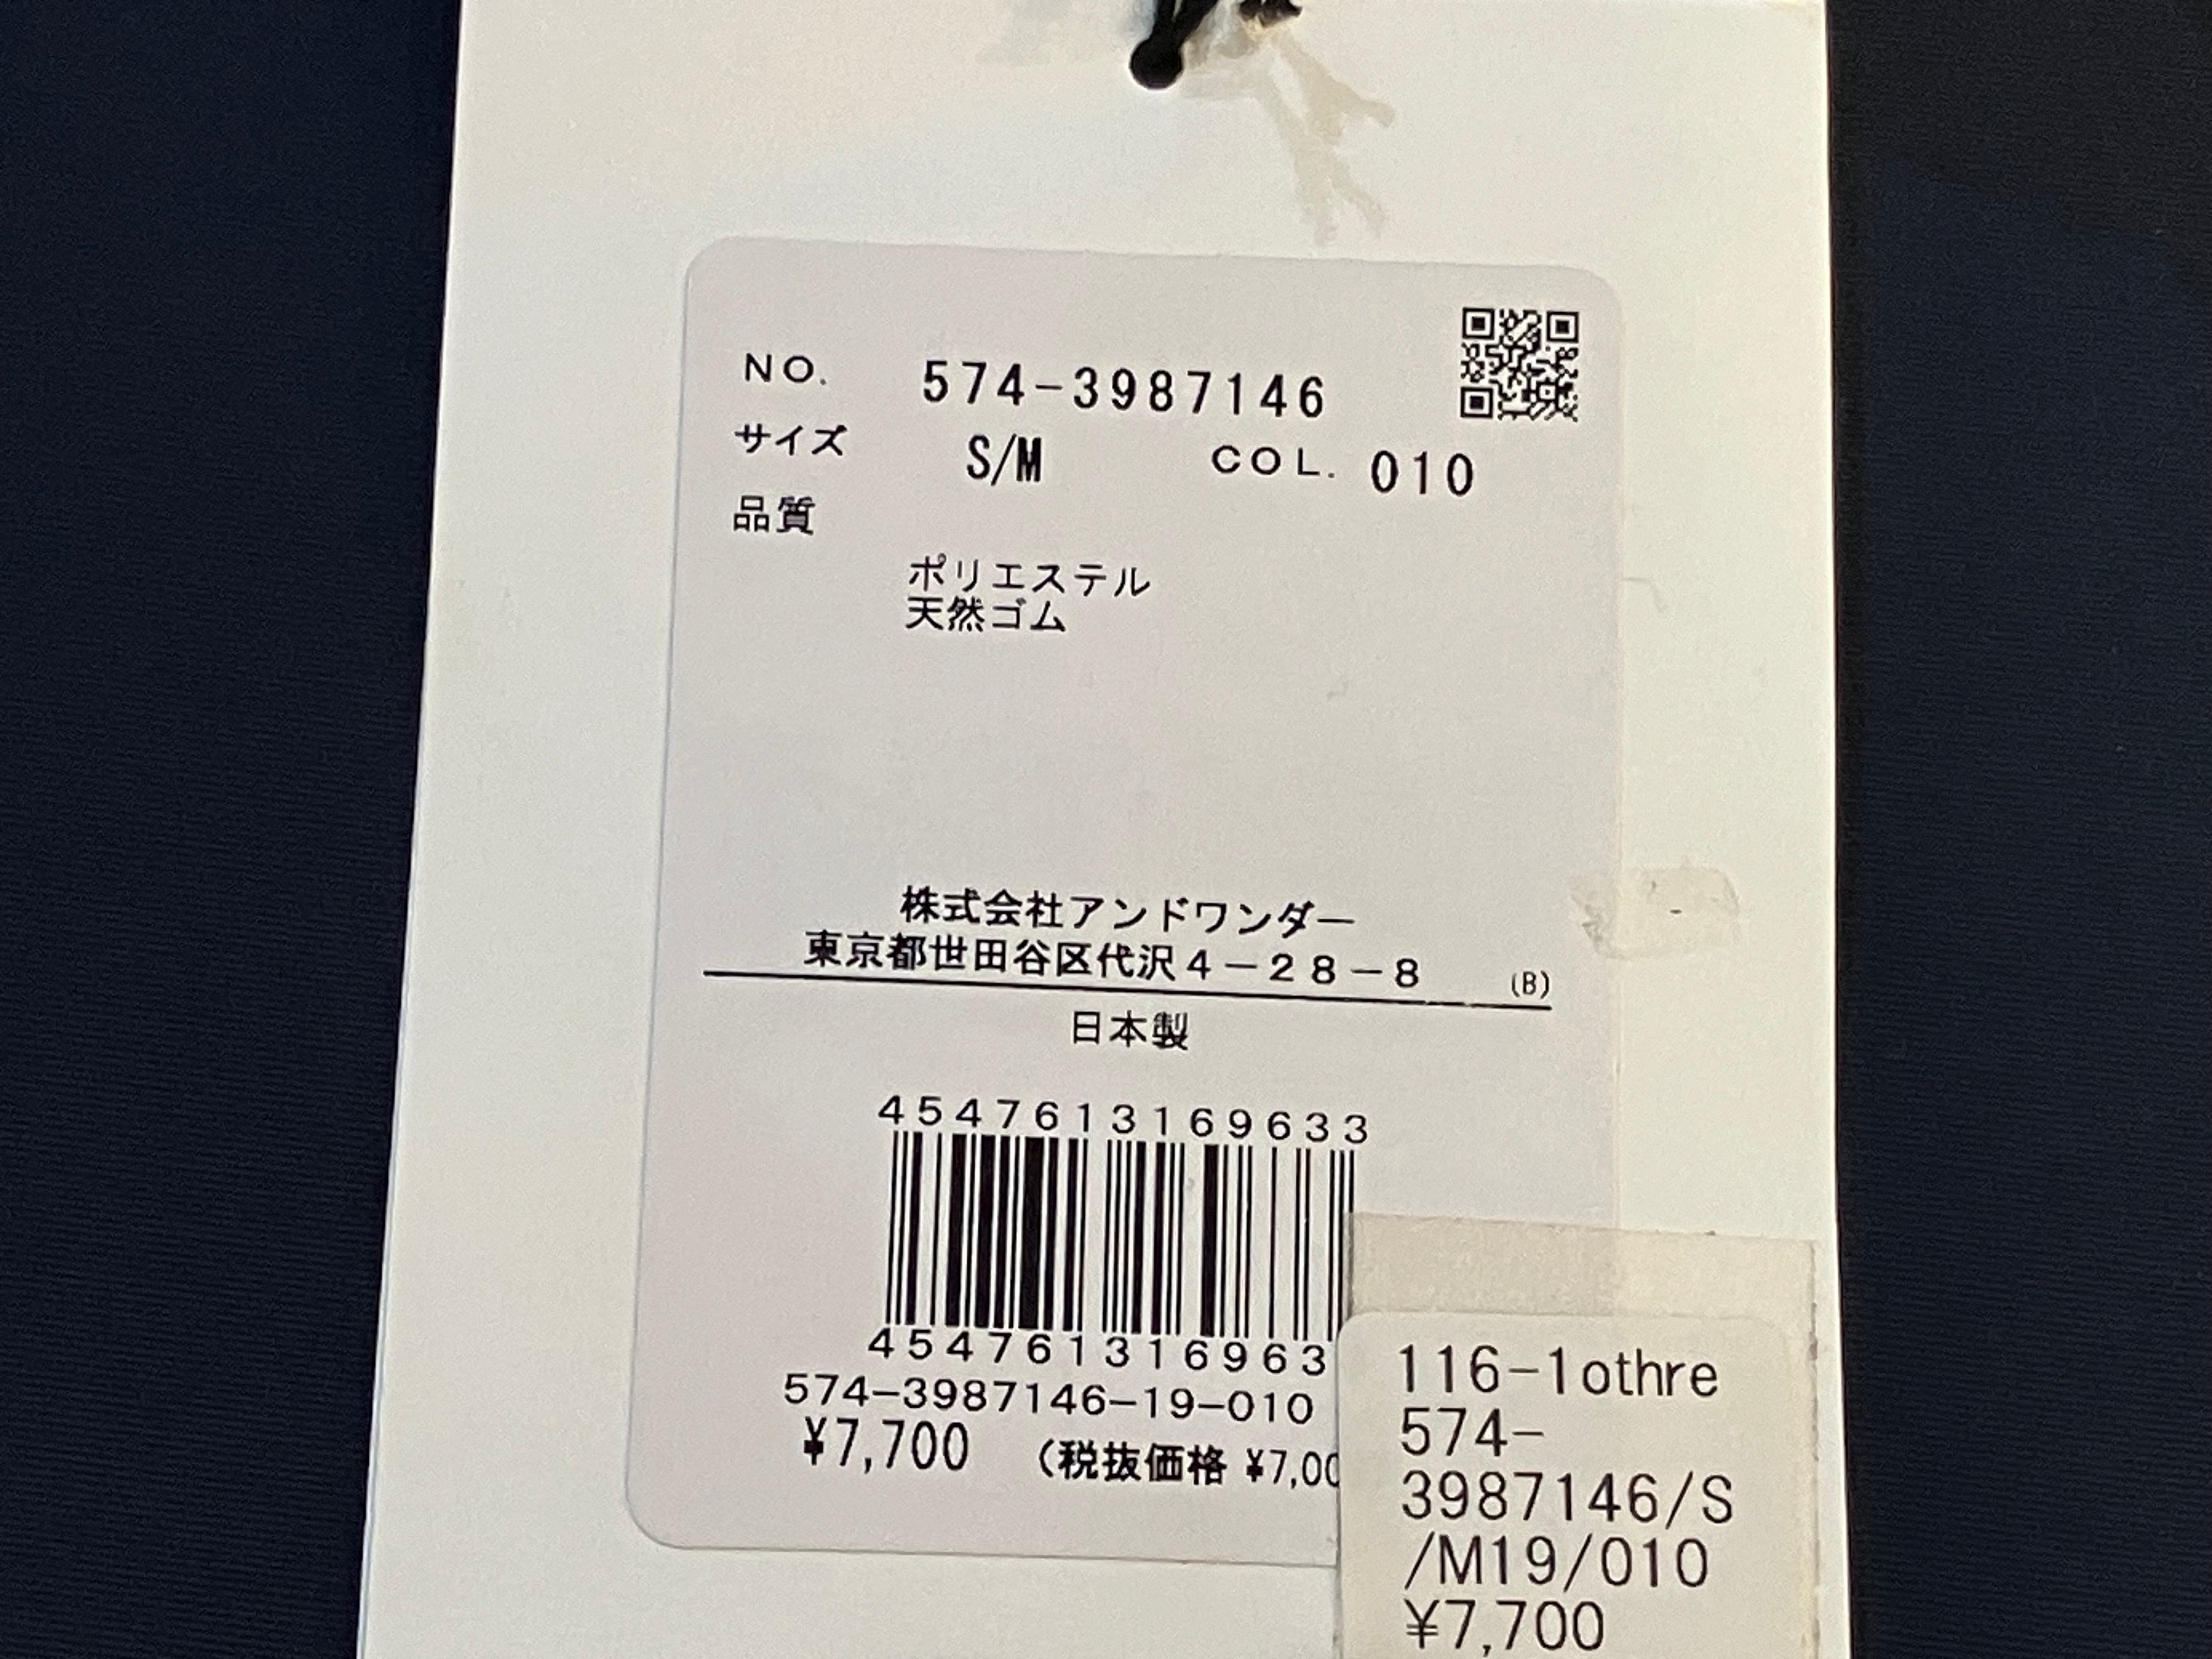 NO. 574-3987146
サイズ S/M COL. 010
品質
ポリエステル
天然ゴム
株式会社アンドワンダー
東京都世田谷区代沢4-28-8 (B)
日本製
4547613169633
454761316963
574-3987146-19-010
¥7,700 (税抜価格 ¥7,00
116-1othre
574-
3987146/S
/M19/010
¥7,700